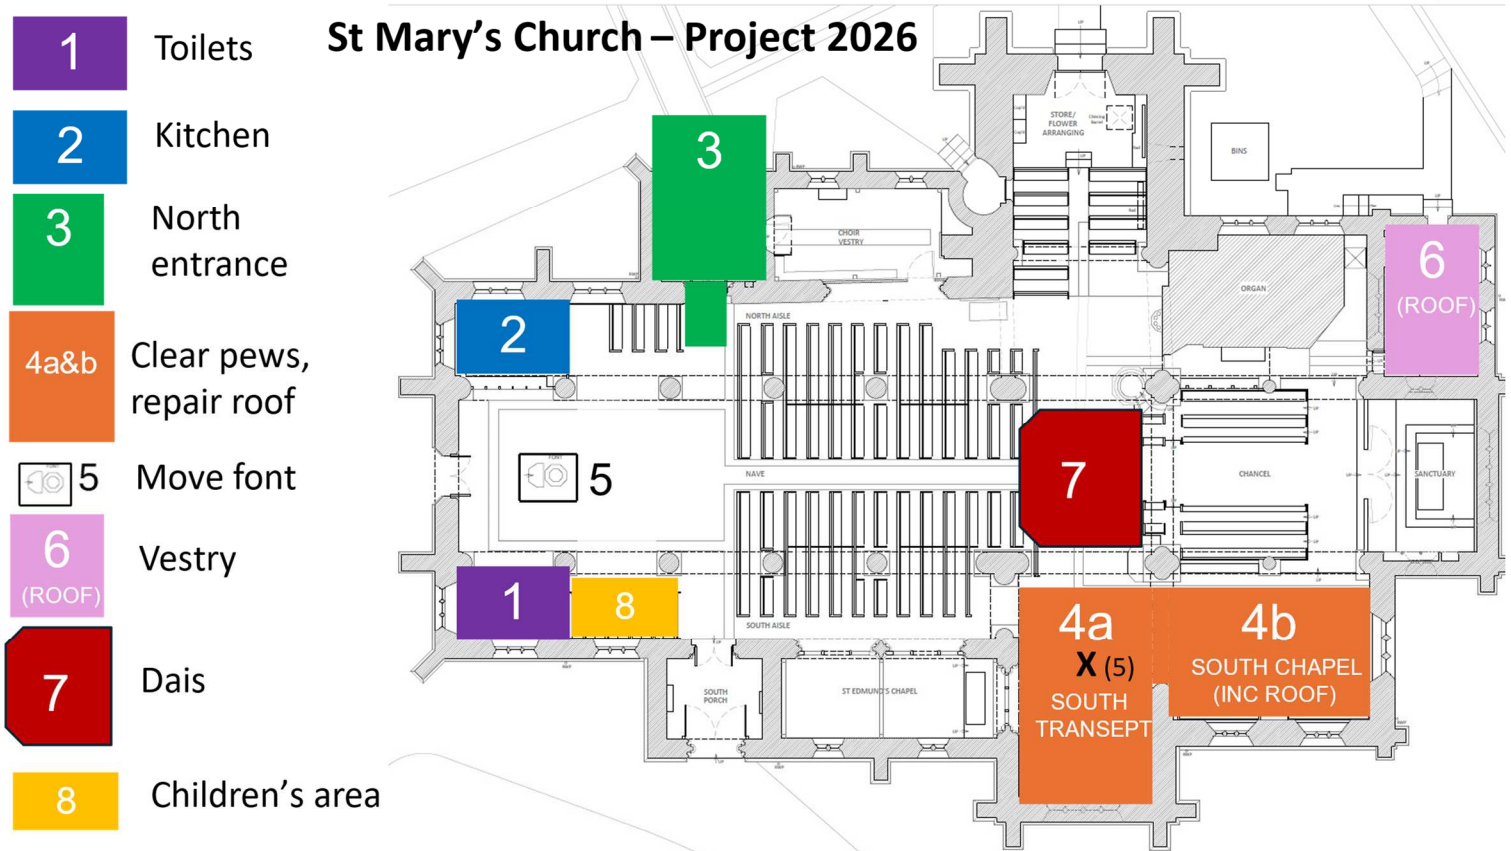 St Mary’s Church – Project 2026
1
Toilets
2
Kitchen
3
North
entrance
4a&b
Clear pews,
repair roof
FONT
5
Move font
6
(ROOF)
Vestry
7
Dais
8
Children’s area
3
STORE/
FLOWER
ARRANGING
UP
BINS
CHOIR
VESTRY
ORGAN
6
(ROOF)
2
NORTH AISLE
FONT
5
NAVE
7
CHANCEL
SANCTUARY
1
8
SOUTH AISLE
4a
X (5)
SOUTH
TRANSEPT
4b
SOUTH CHAPEL
(INC ROOF)
SOUTH
PORCH
ST EDMUND'S CHAPEL